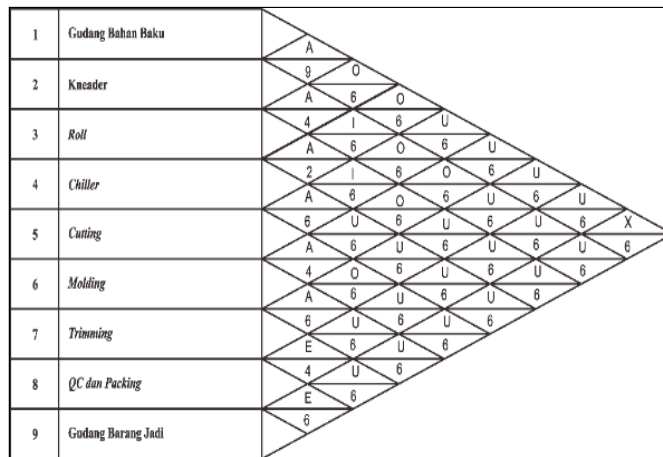 1 Gudang Bahan Baku
A
9 O
2 Kneader
A 6 O
4 I 6 U
3 Roll
A 6 O 6 U
2 I 6 O 6 U
4 Chiller
A 6 O 6 U 6 U
6 U 6 U 6 U 6 X
5 Cutting
A 6 U 6 U 6 U 6
4 O 6 U 6 U 6
6 Molding
A 6 U 6 U 6
6 U 6 U 6
7 Trimming
E 6 U 6
4 U 6
8 QC dan Packing
E 6
6
9 Gudang Barang Jadi